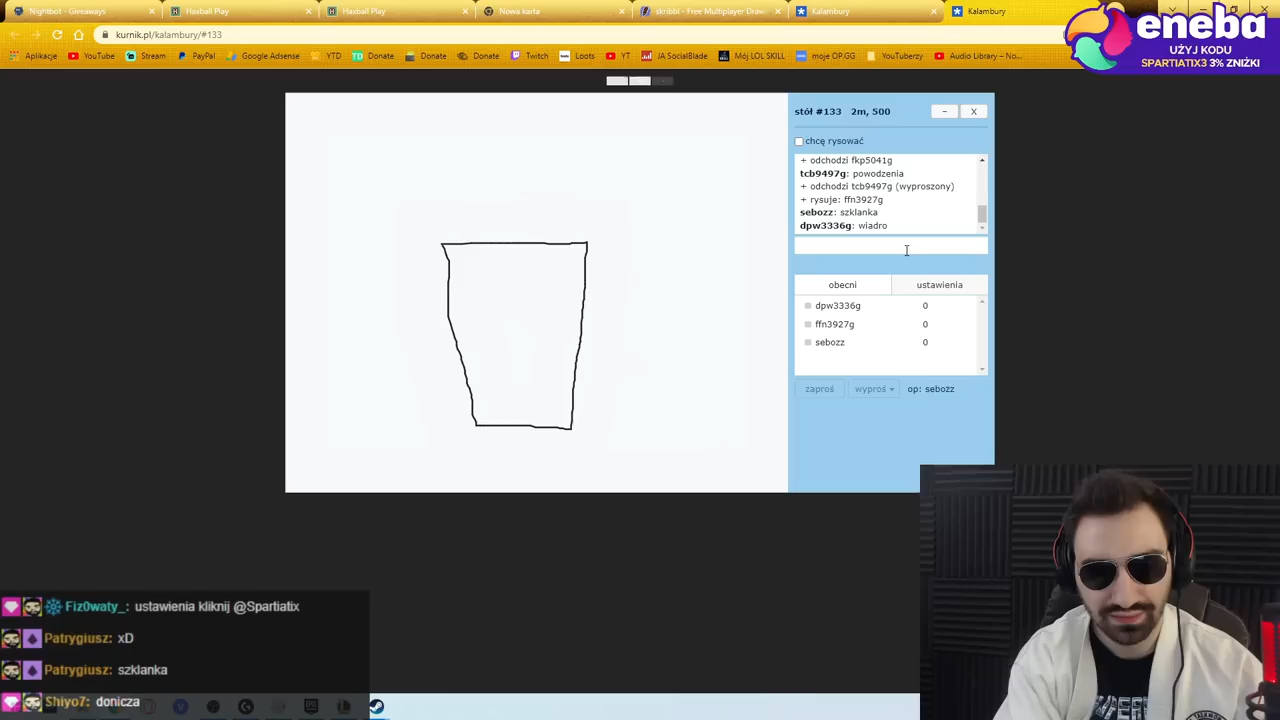 Nightbot - Giveaways
Haxball Play
Haxball Play
Nowa karta
skribbl - Free Multiplayer Draw
Kalambury
Kalambury
kurnik.pl/kalambury/#133
Aplikacje
YouTube
Stream
PayPal
Google Adsense
YTD
Donate
Donate
Donate
Twitch
Loots
YT
JA SocialBlade
Mój LOL SKILL
moje OP.GG
YouTuberzy
Audio Library – No...
eneba
UŻYJ KODU
SPARTIATIX3 3% ZNIŻKI
stół #133 2m, 500
–
X
chcę rysować
+ odchodzi fkp5041g
tcb9497g: powodzenia
+ odchodzi tcb9497g (wyproszony)
+ rysuje: ffn3927g
sebozz: szklanka
dpw3336g: wiadro
obecni
ustawienia
dpw3336g 0
ffn3927g 0
sebozz 0
zaproś
wyproś
op: sebozz
Fiz0waty_: ustawienia kliknij @Spartiatix
Patrygiusz: xD
Patrygiusz: szklanka
Shiyo7: donicza